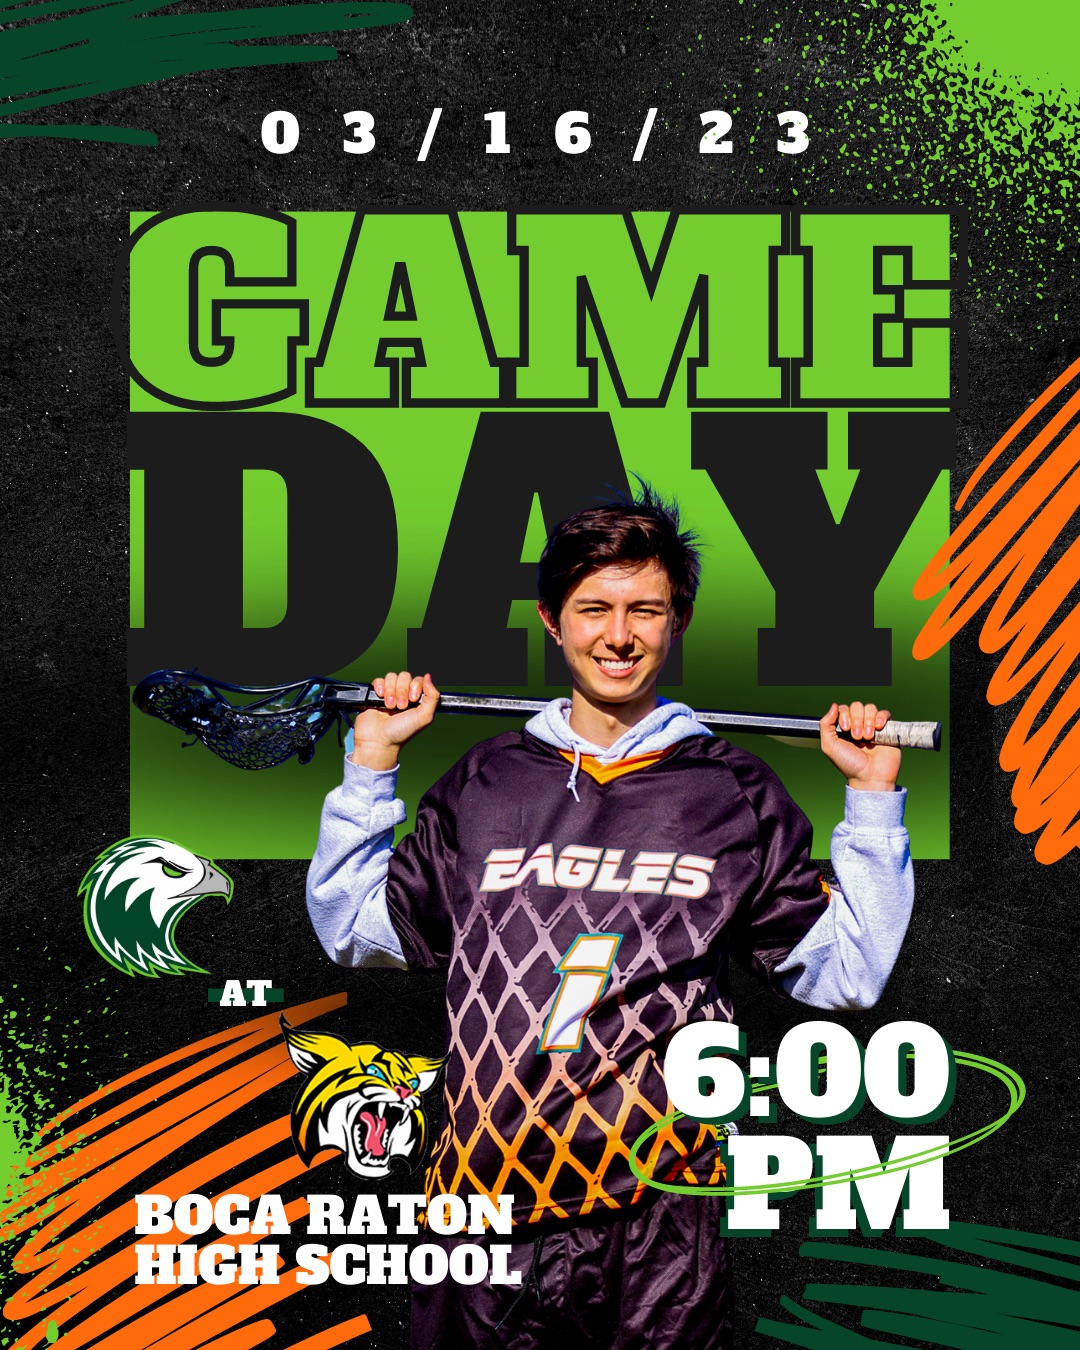 03/16/23
GAME
DAY
EAGLES
1
AT
6:00
PM
BOCA RATON
HIGH SCHOOL